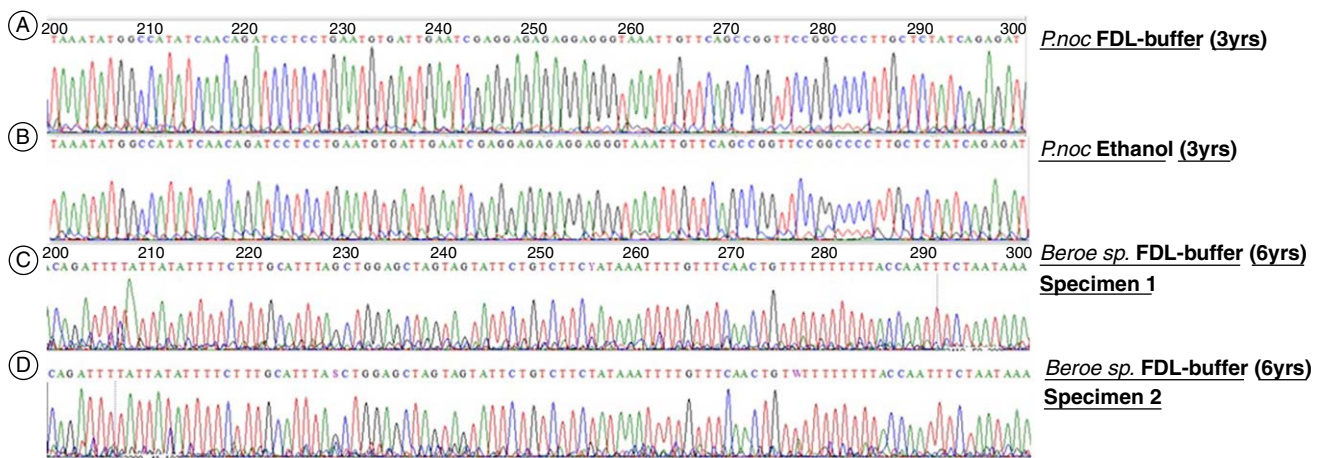 A
200 210 220 230 240 250 260 270 280 290 300
TAAATATGGCCATATCAACAGATCCTCCTGAATGTGATTGAATCGAGGAGAGAGGAGGGTAAATTGTTCAGCCGGTTCCGGCCCCTTGCTCTATCAGAGAT
P.noc FDL-buffer (3yrs)
B
TAAATATGGCCATATCAACAGATCCTCCTGAATGTGATTGAATCGAGGAGAGAGGAGGGTAAATTGTTCAGCCGGTTCCGGCCCCTTGCTCTATCAGAGAT
P.noc Ethanol (3yrs)
C
200 210 220 230 240 250 260 270 280 290 300
CAGATTTTATTATATTTTCTTTGCATTTAGCTGGAGCTAGTAGTATTCTGTCTTCYATAAATTTTGTTTCAACTGTTTTTTTTTTTACCAATTTCTAATAAA
Beroe sp. FDL-buffer (6yrs)
Specimen 1
D
CAGATTTTATTATATTTTCTTTGCATTTASCTGGAGCTAGTAGTATTCTGTCTTCTATAAATTTTGTTTCAACTGTWTTTTTTTTTACCAATTTCTAATAAA
Beroe sp. FDL-buffer (6yrs)
Specimen 2